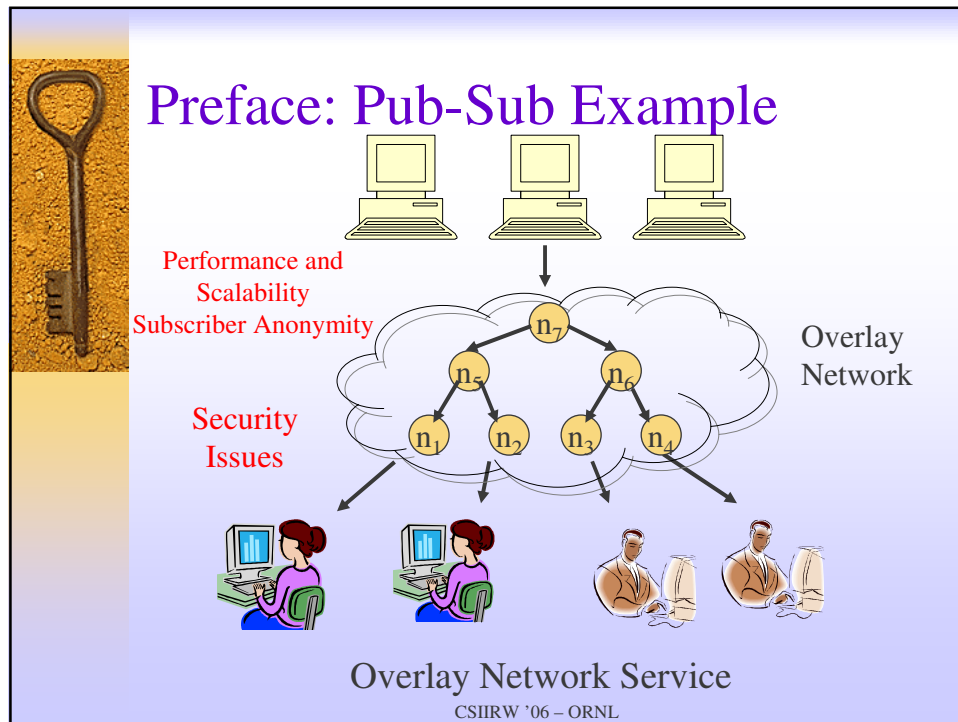 Preface: Pub-Sub Example
Performance and
Scalability
Subscriber Anonymity
n7
Overlay
Network
n5
n6
Security
Issues
n1
n2
n3
n4
Overlay Network Service
CSIIRW ’06 – ORNL